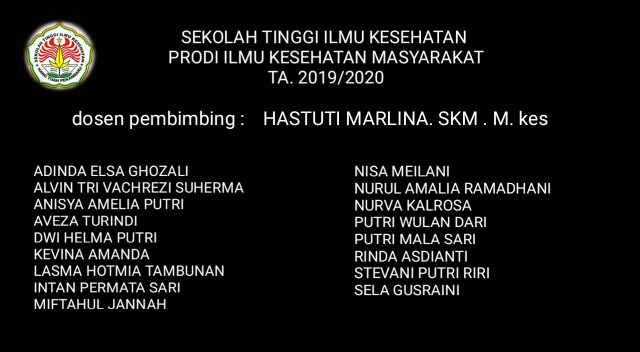 SEKOLAH TINGGI ILMU KESEHATAN
PRODI ILMU KESEHATAN MASYARAKAT
TA. 2019/2020
dosen pembimbing : HASTUTI MARLINA. SKM . M. kes
ADINDA ELSA GHOZALI
ALVIN TRI VACHREZI SUHERMA
ANISYA AMELIA PUTRI
AVEZA TURINDI
DWI HELMA PUTRI
KEVINA AMANDA
LASMA HOTMIA TAMBUNAN
INTAN PERMATA SARI
MIFTAHUL JANNAH
NISA MEILANI
NURUL AMALIA RAMADHANI
NURVA KALROSA
PUTRI WULAN DARI
PUTRI MALA SARI
RINDA ASDIANTI
STEVANI PUTRI RIRI
SELA GUSRAINI